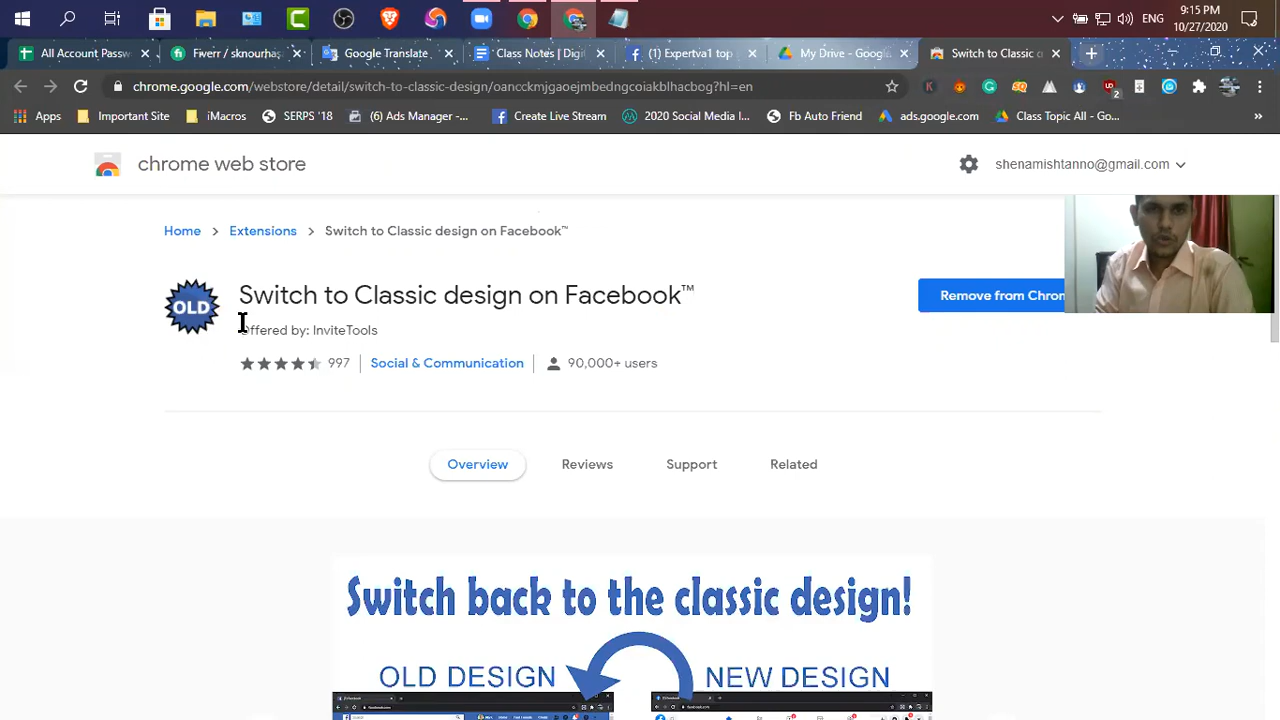 ENG
9:15 PM
10/27/2020
All Account Passw
Fiverr / sknourhas
Google Translate
Class Notes | Digi
(1) Expertva1 top
My Drive - Google
Switch to Classic d
chrome.google.com/webstore/detail/switch-to-classic-design/oancckmjgaoejmbedngcoiakblhacbog?hl=en
Apps
Important Site
iMacros
SERPS '18
(6) Ads Manager -...
Create Live Stream
2020 Social Media I...
Fb Auto Friend
ads.google.com
Class Topic All - Go...
»
chrome web store
shenamishtanno@gmail.com
Home > Extensions > Switch to Classic design on Facebook™
OLD
Switch to Classic design on Facebook™
Remove from Chrom
Offered by: InviteTools
997
Social & Communication
90,000+ users
Overview
Reviews
Support
Related
Switch back to the classic design!
OLD DESIGN
NEW DESIGN